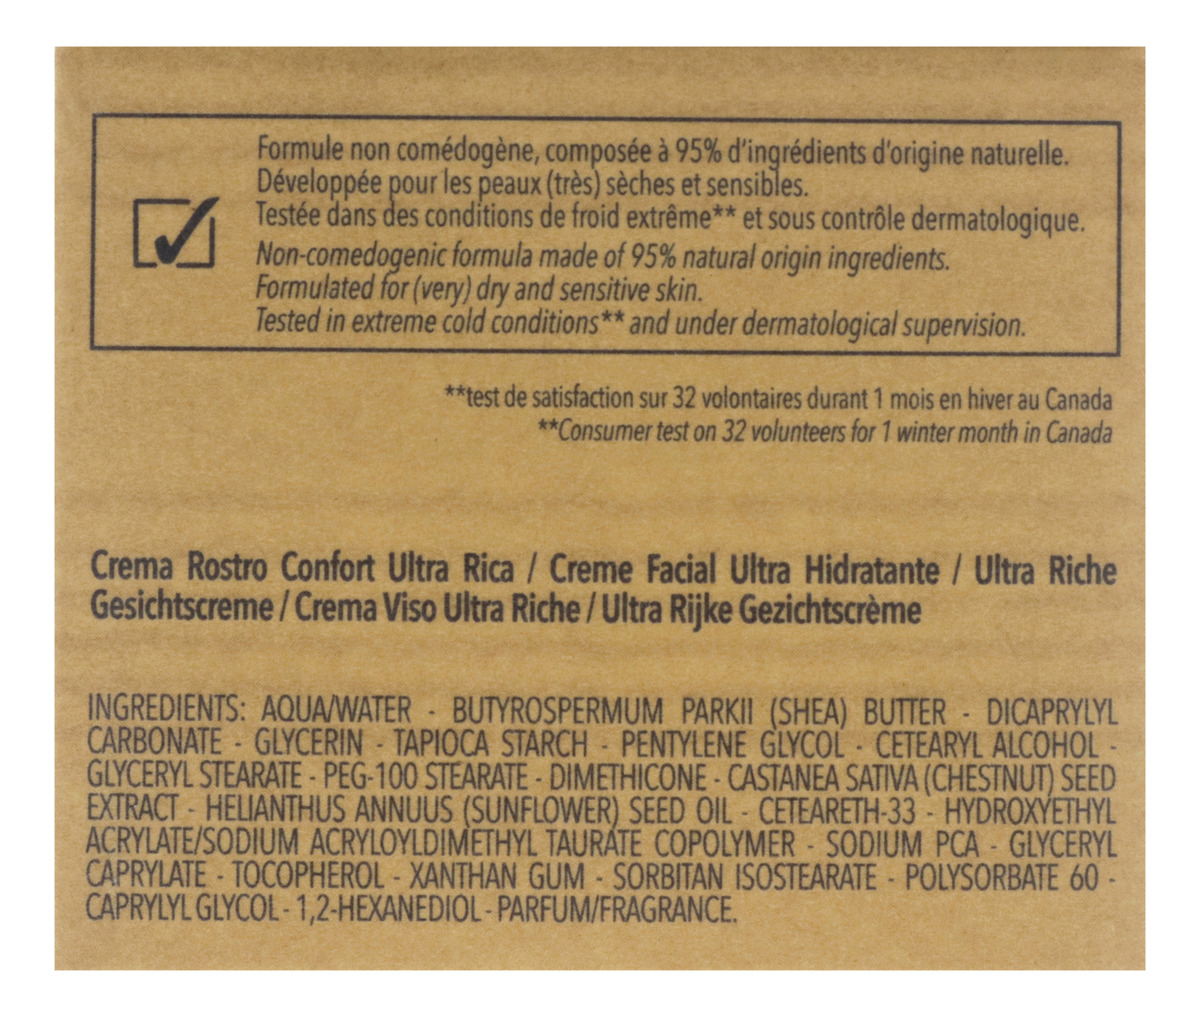 Formule non comédogène, composée à 95% d'ingrédients d'origine naturelle.
Développée pour les peaux (très) sèches et sensibles.
Testée dans des conditions de froid extrême** et sous contrôle dermatologique.
Non-comedogenic formula made of 95% natural origin ingredients.
Formulated for (very) dry and sensitive skin.
Tested in extreme cold conditions** and under dermatological supervision.
**test de satisfaction sur 32 volontaires durant 1 mois en hiver au Canada
**Consumer test on 32 volunteers for 1 winter month in Canada
Crema Rostro Confort Ultra Rica / Creme Facial Ultra Hidratante / Ultra Riche
Gesichtscreme / Crema Viso Ultra Riche / Ultra Rijke Gezichtscrème
INGREDIENTS: AQUA/WATER - BUTYROSPERMUM PARKII (SHEA) BUTTER - DICAPRYLYL
CARBONATE - GLYCERIN - TAPIOCA STARCH - PENTYLENE GLYCOL - CETEARYL ALCOHOL -
GLYCERYL STEARATE - PEG-100 STEARATE - DIMETHICONE - CASTANEA SATIVA (CHESTNUT) SEED
EXTRACT - HELIANTHUS ANNUUS (SUNFLOWER) SEED OIL - CETEARETH-33 - HYDROXYETHYL
ACRYLATE/SODIUM ACRYLOYLDIMETHYL TAURATE COPOLYMER - SODIUM PCA - GLYCERYL
CAPRYLATE - TOCOPHEROL - XANTHAN GUM - SORBITAN ISOSTEARATE - POLYSORBATE 60 -
CAPRYLYL GLYCOL - 1,2-HEXANEDIOL - PARFUM/FRAGRANCE.